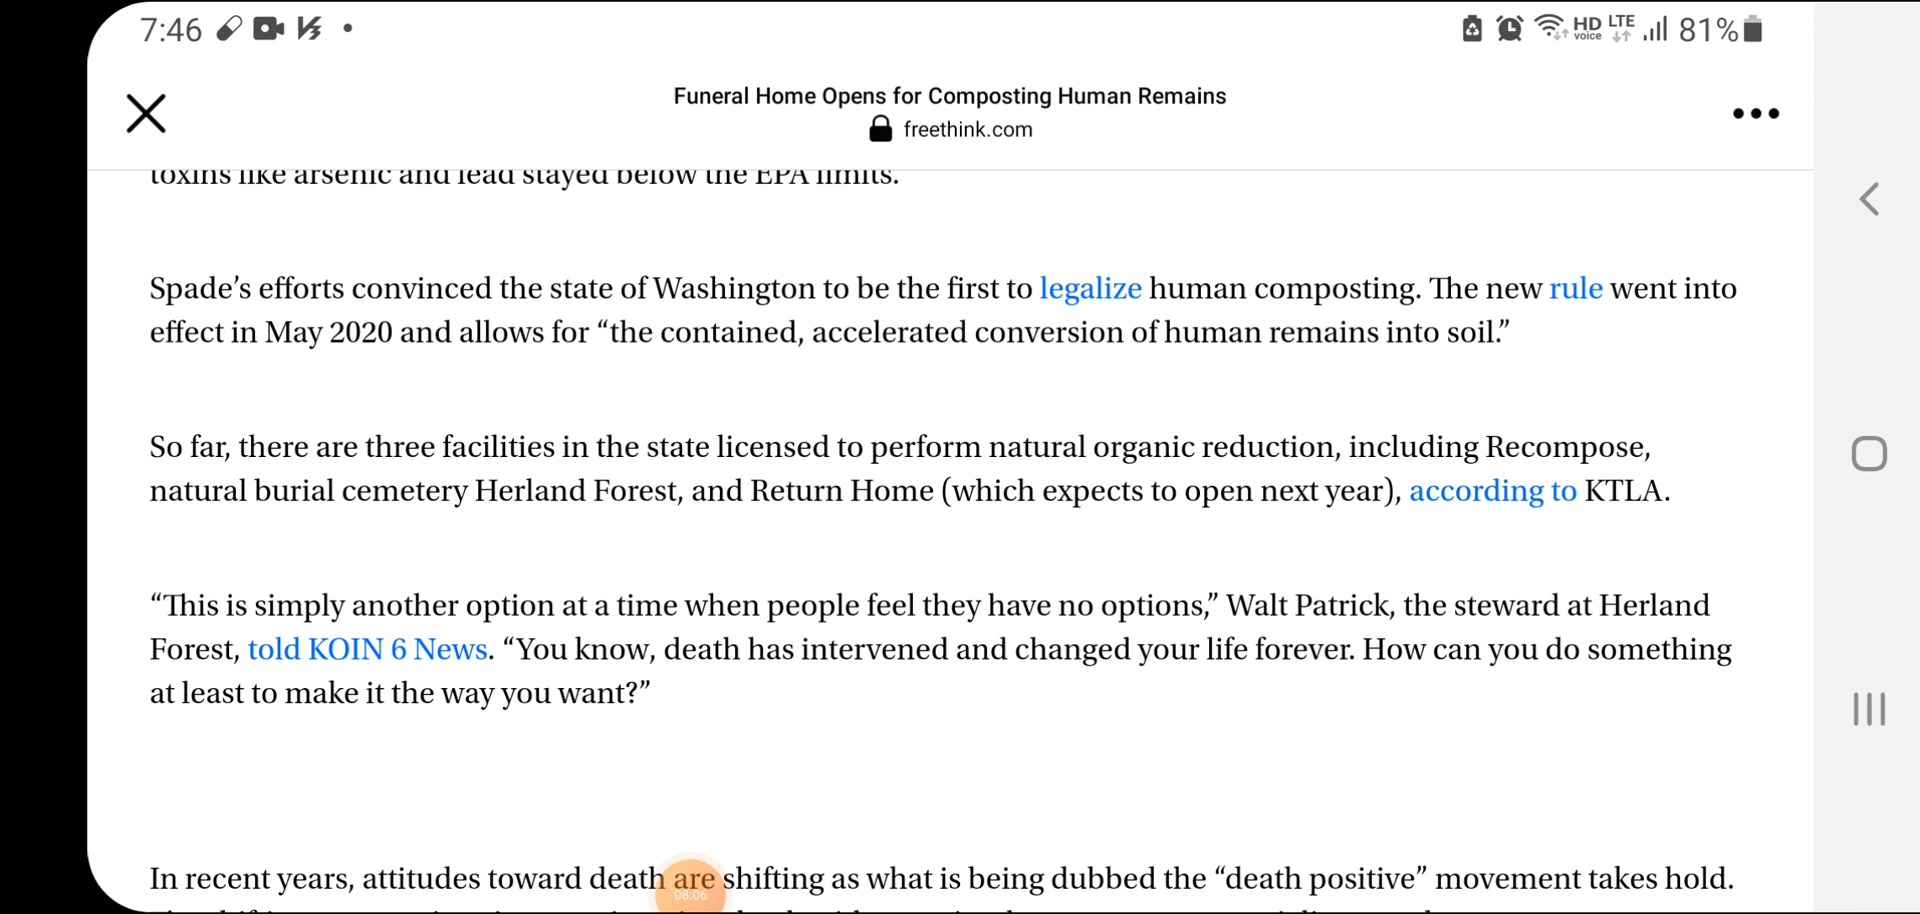 7:46
HD voice LTE 81%
Funeral Home Opens for Composting Human Remains
freethink.com
toxins like arsenic and lead stayed below the EPA limits.
Spade’s efforts convinced the state of Washington to be the first to legalize human composting. The new rule went into
effect in May 2020 and allows for “the contained, accelerated conversion of human remains into soil.”
So far, there are three facilities in the state licensed to perform natural organic reduction, including Recompose,
natural burial cemetery Herland Forest, and Return Home (which expects to open next year), according to KTLA.
“This is simply another option at a time when people feel they have no options,” Walt Patrick, the steward at Herland
Forest, told KOIN 6 News. “You know, death has intervened and changed your life forever. How can you do something
at least to make it the way you want?”
In recent years, attitudes toward death are shifting as what is being dubbed the “death positive” movement takes hold.
08:06